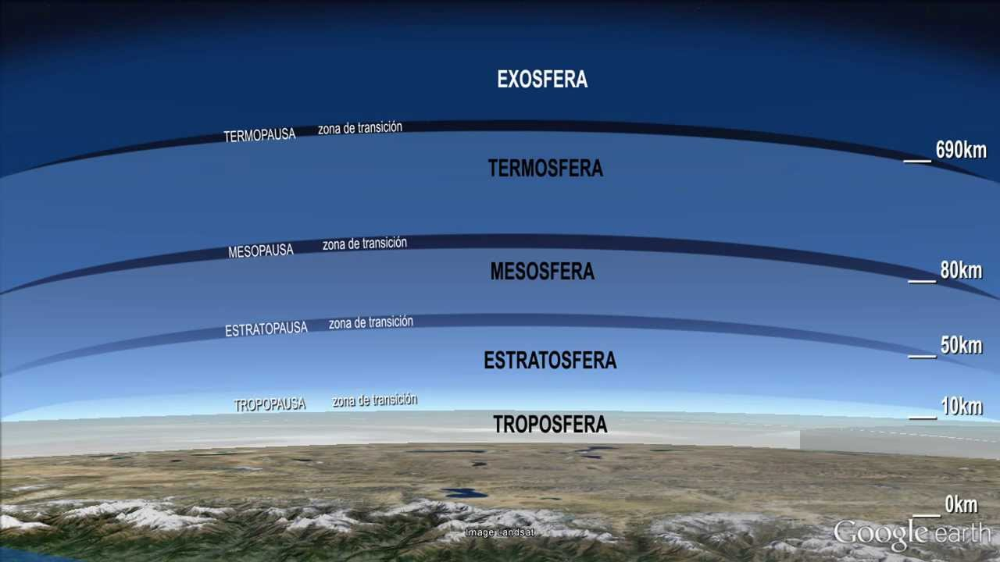 EXOSFERA
TERMOPAUSA zona de transición
690km
TERMOSFERA
MESOPAUSA zona de transición
80km
MESOSFERA
ESTRATOPAUSA zona de transición
50km
ESTRATOSFERA
TROPOPAUSA zona de transición
10km
TROPOSFERA
0km
Image Landsat
Google earth